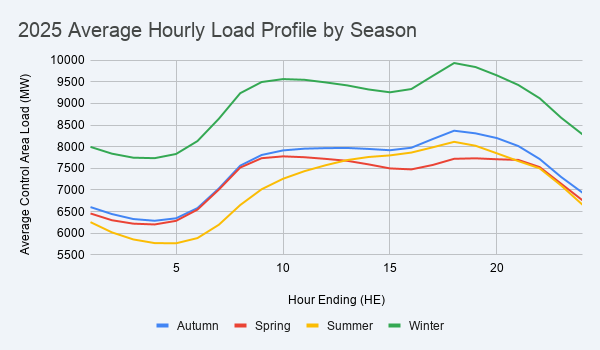 2025 Average Hourly Load Profile by Season
Average Control Area Load (MW)
10000
9500
9000
8500
8000
7500
7000
6500
6000
5500
5 10 15 20
Hour Ending (HE)
Autumn Spring Summer Winter